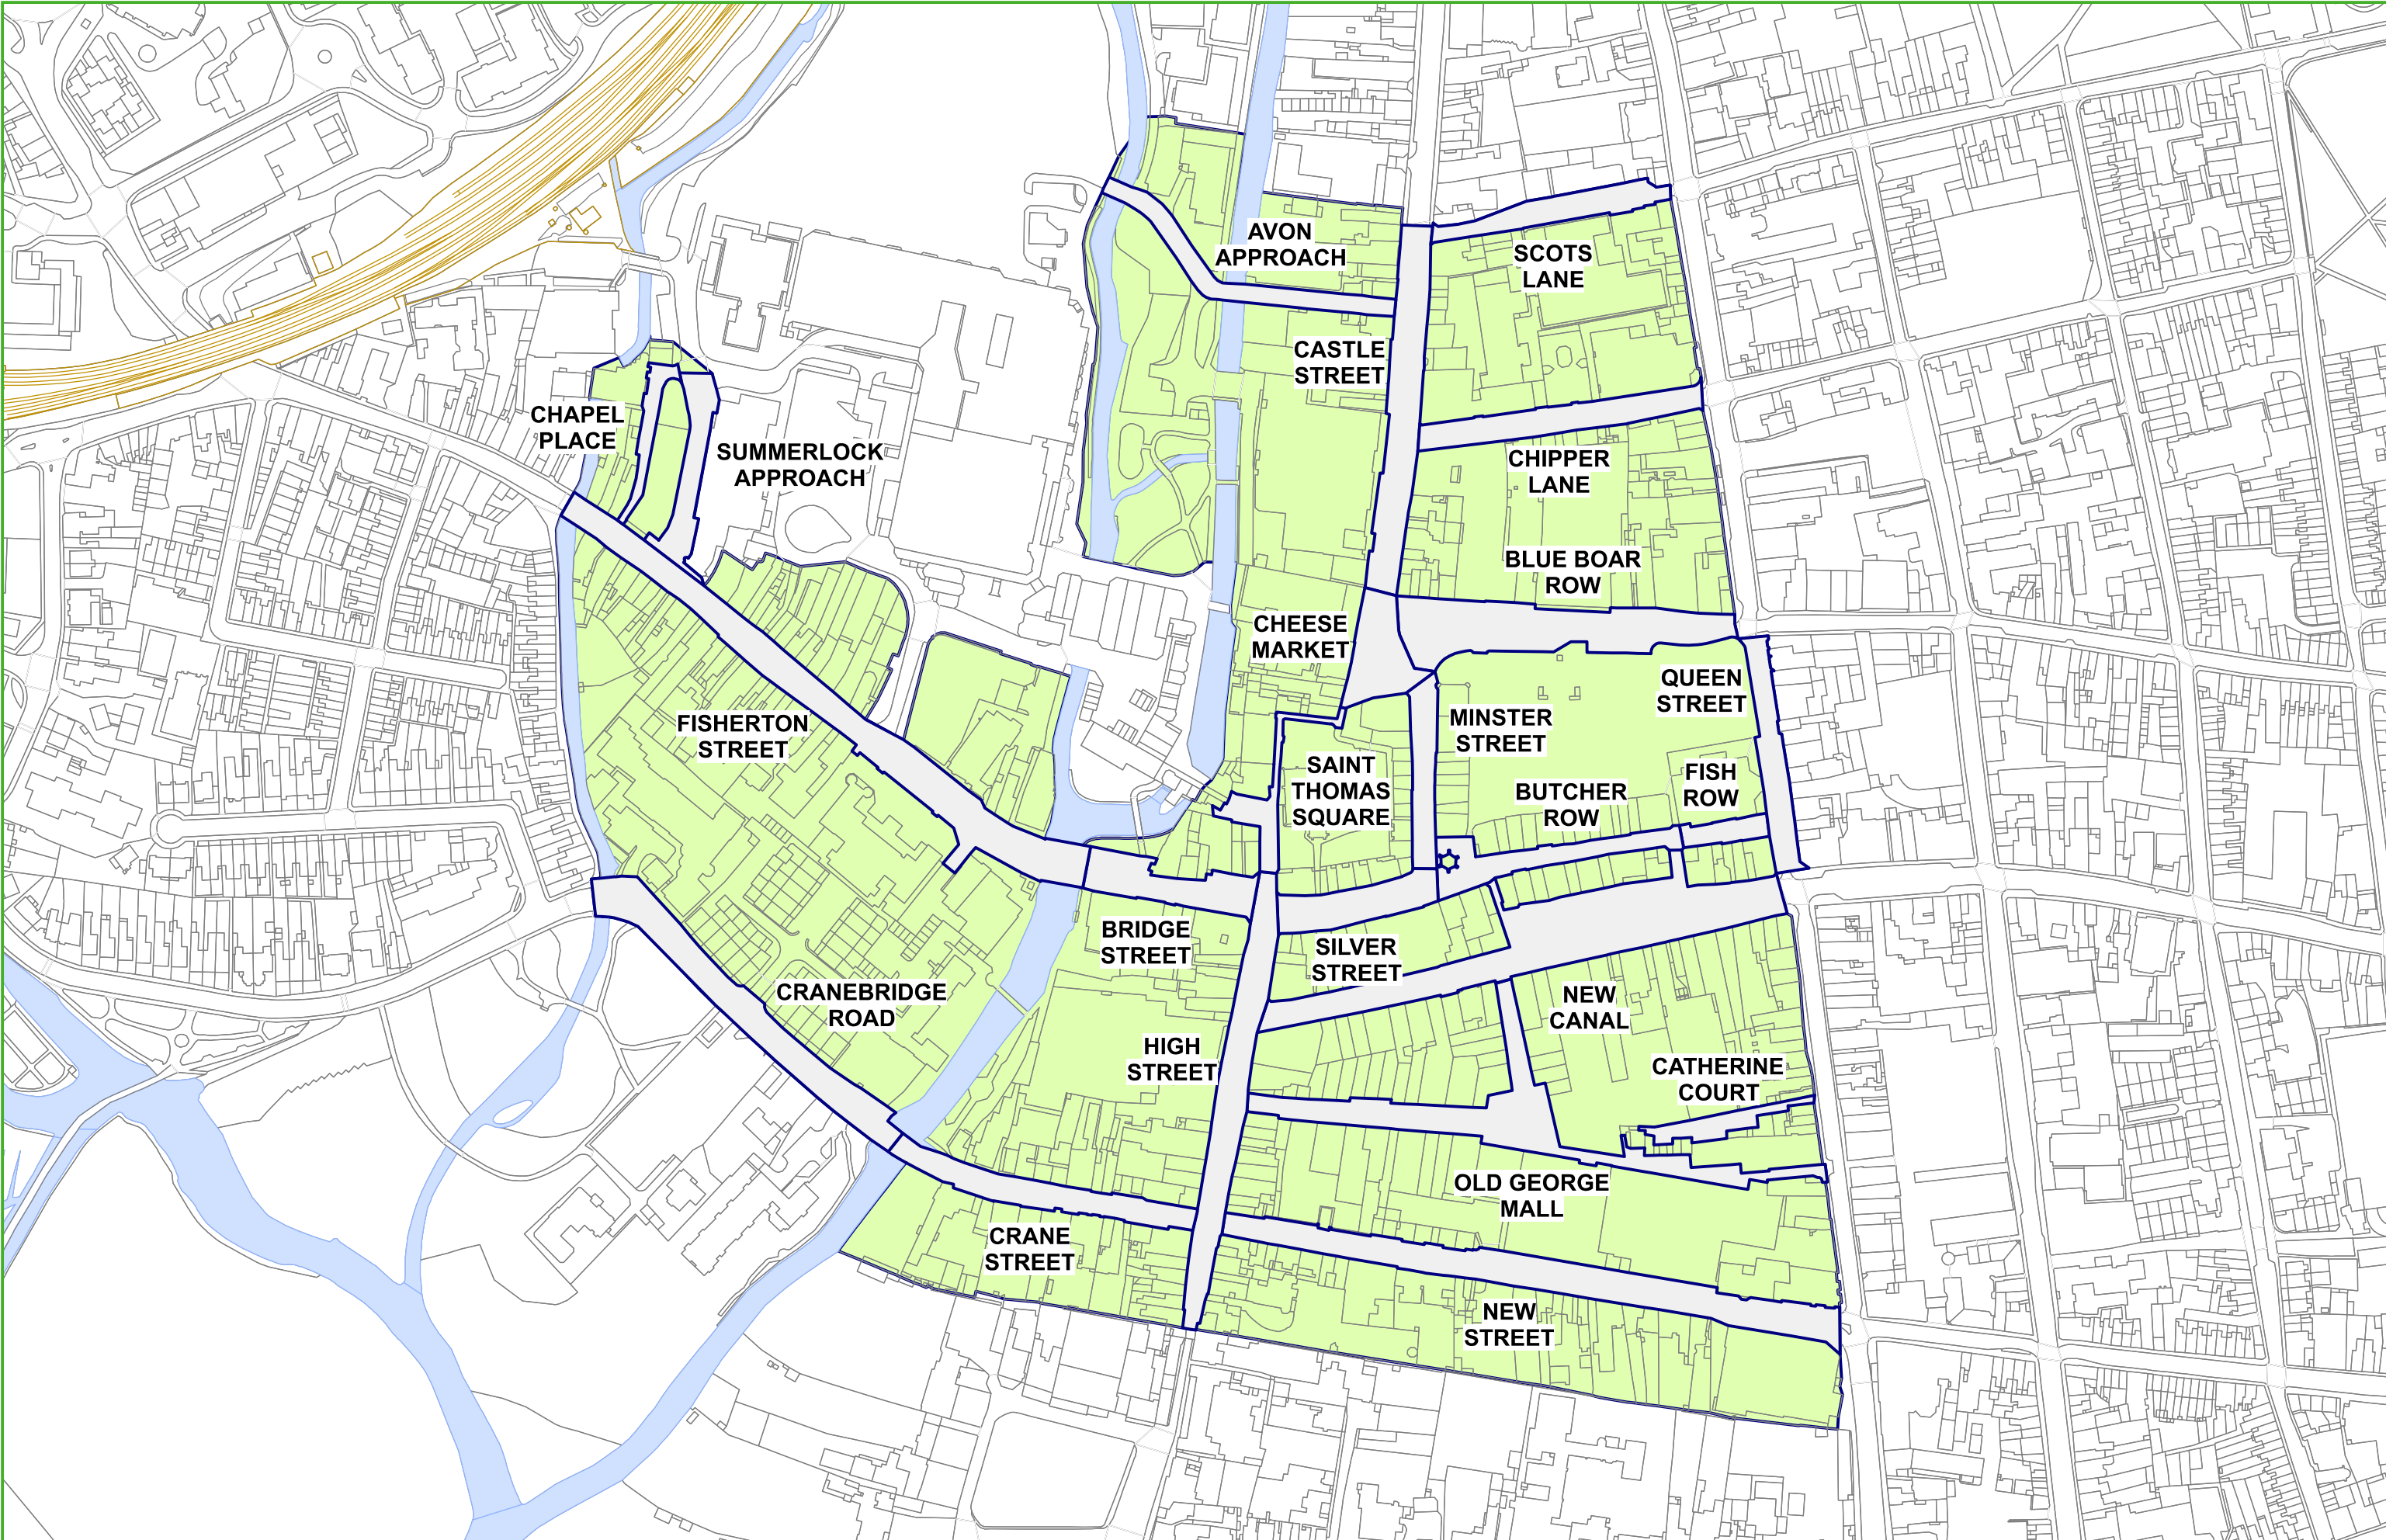 AVON
APPROACH
SCOTS
LANE
CASTLE
STREET
CHAPEL
PLACE
SUMMERLOCK
APPROACH
CHIPPER
LANE
BLUE BOAR
ROW
CHEESE
MARKET
QUEEN
STREET
FISHERTON
STREET
MINSTER
STREET
SAINT
THOMAS
SQUARE
BUTCHER
ROW
FISH
ROW
BRIDGE
STREET
SILVER
STREET
CRANEBRIDGE
ROAD
NEW
CANAL
HIGH
STREET
CATHERINE
COURT
OLD GEORGE
MALL
CRANE
STREET
NEW
STREET